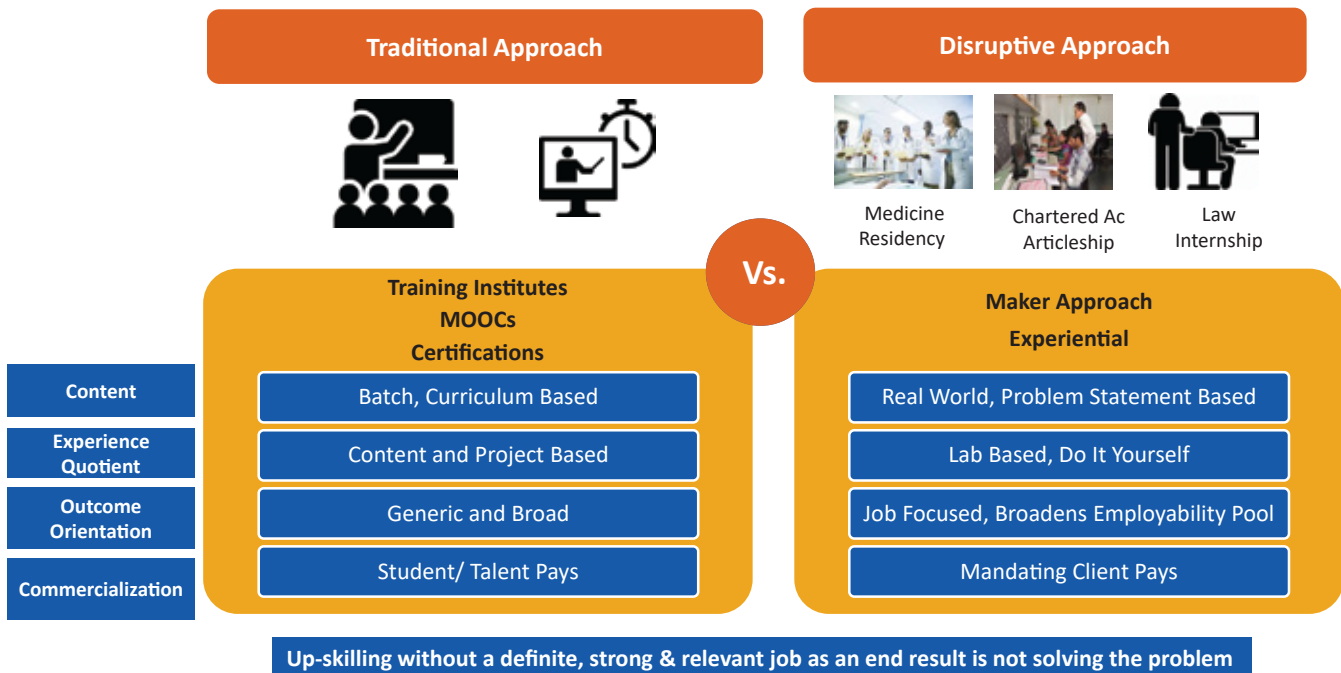 Traditional Approach
Disruptive Approach
Medicine
Residency
Chartered Ac
Articleship
Law
Internship
Vs.
Training Institutes
MOOCs
Certifications
Maker Approach
Experiential
Content
Batch, Curriculum Based
Real World, Problem Statement Based
Experience
Quotient
Content and Project Based
Lab Based, Do It Yourself
Outcome
Orientation
Generic and Broad
Job Focused, Broadens Employability Pool
Commercialization
Student/ Talent Pays
Mandating Client Pays
Up-skilling without a definite, strong & relevant job as an end result is not solving the problem